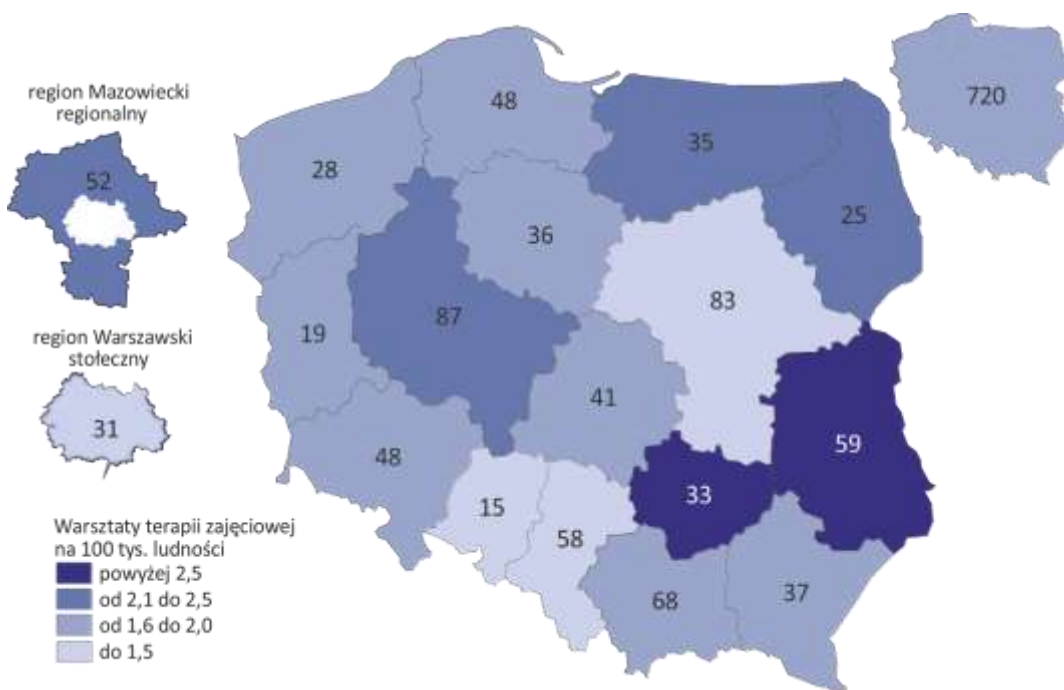 region Mazowiecki
regionalny
52
region Warszawski
stołeczny
31
Warsztaty terapii zajęciowej
na 100 tys. ludności
powyżej 2,5
od 2,1 do 2,5
od 1,6 do 2,0
do 1,5
48
35
28
25
36
83
87
19
41
59
48
33
15
58
37
68
720